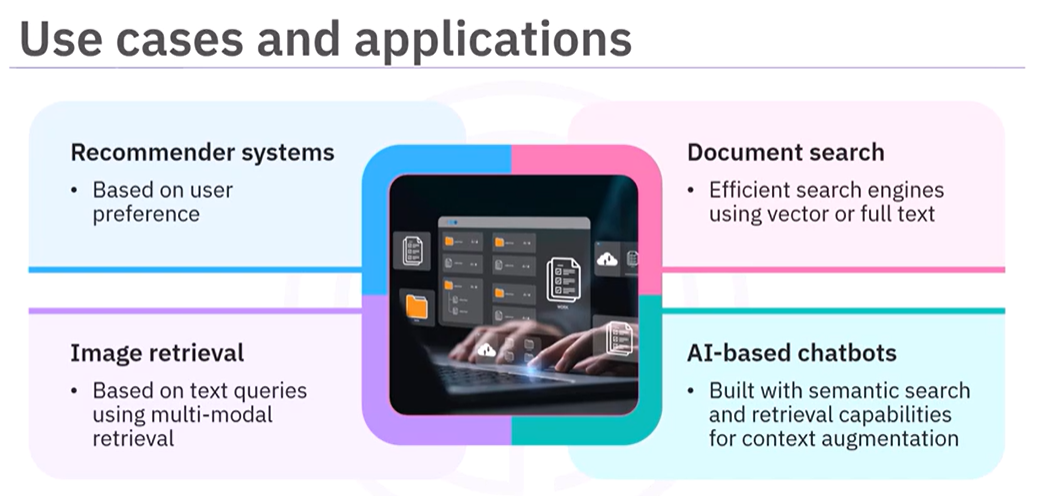 Use cases and applications
Recommender systems
• Based on user
preference
Document search
• Efficient search engines
using vector or full text
Image retrieval
• Based on text queries
using multi-modal
retrieval
AI-based chatbots
• Built with semantic search
and retrieval capabilities
for context augmentation